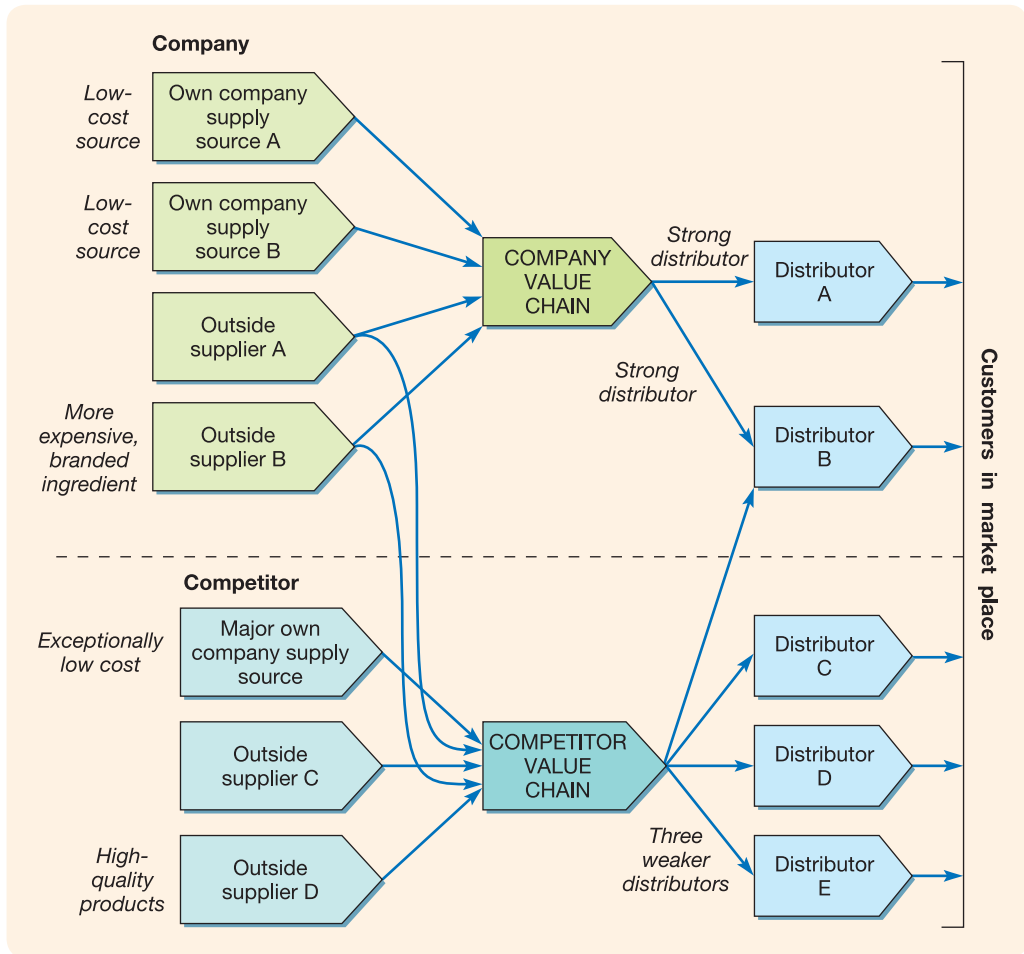 Company
Low-
cost
source
Own company
supply
source A
Low-
cost
source
Own company
supply
source B
Outside
supplier A
More
expensive,
branded
ingredient
Outside
supplier B
COMPANY
VALUE
CHAIN
Strong
distributor
Strong
distributor
Distributor
A
Distributor
B
Customers in market place
Competitor
Exceptionally
low cost
Major own
company supply
source
Outside
supplier C
High-
quality
products
Outside
supplier D
COMPETITOR
VALUE
CHAIN
Three
weaker
distributors
Distributor
C
Distributor
D
Distributor
E